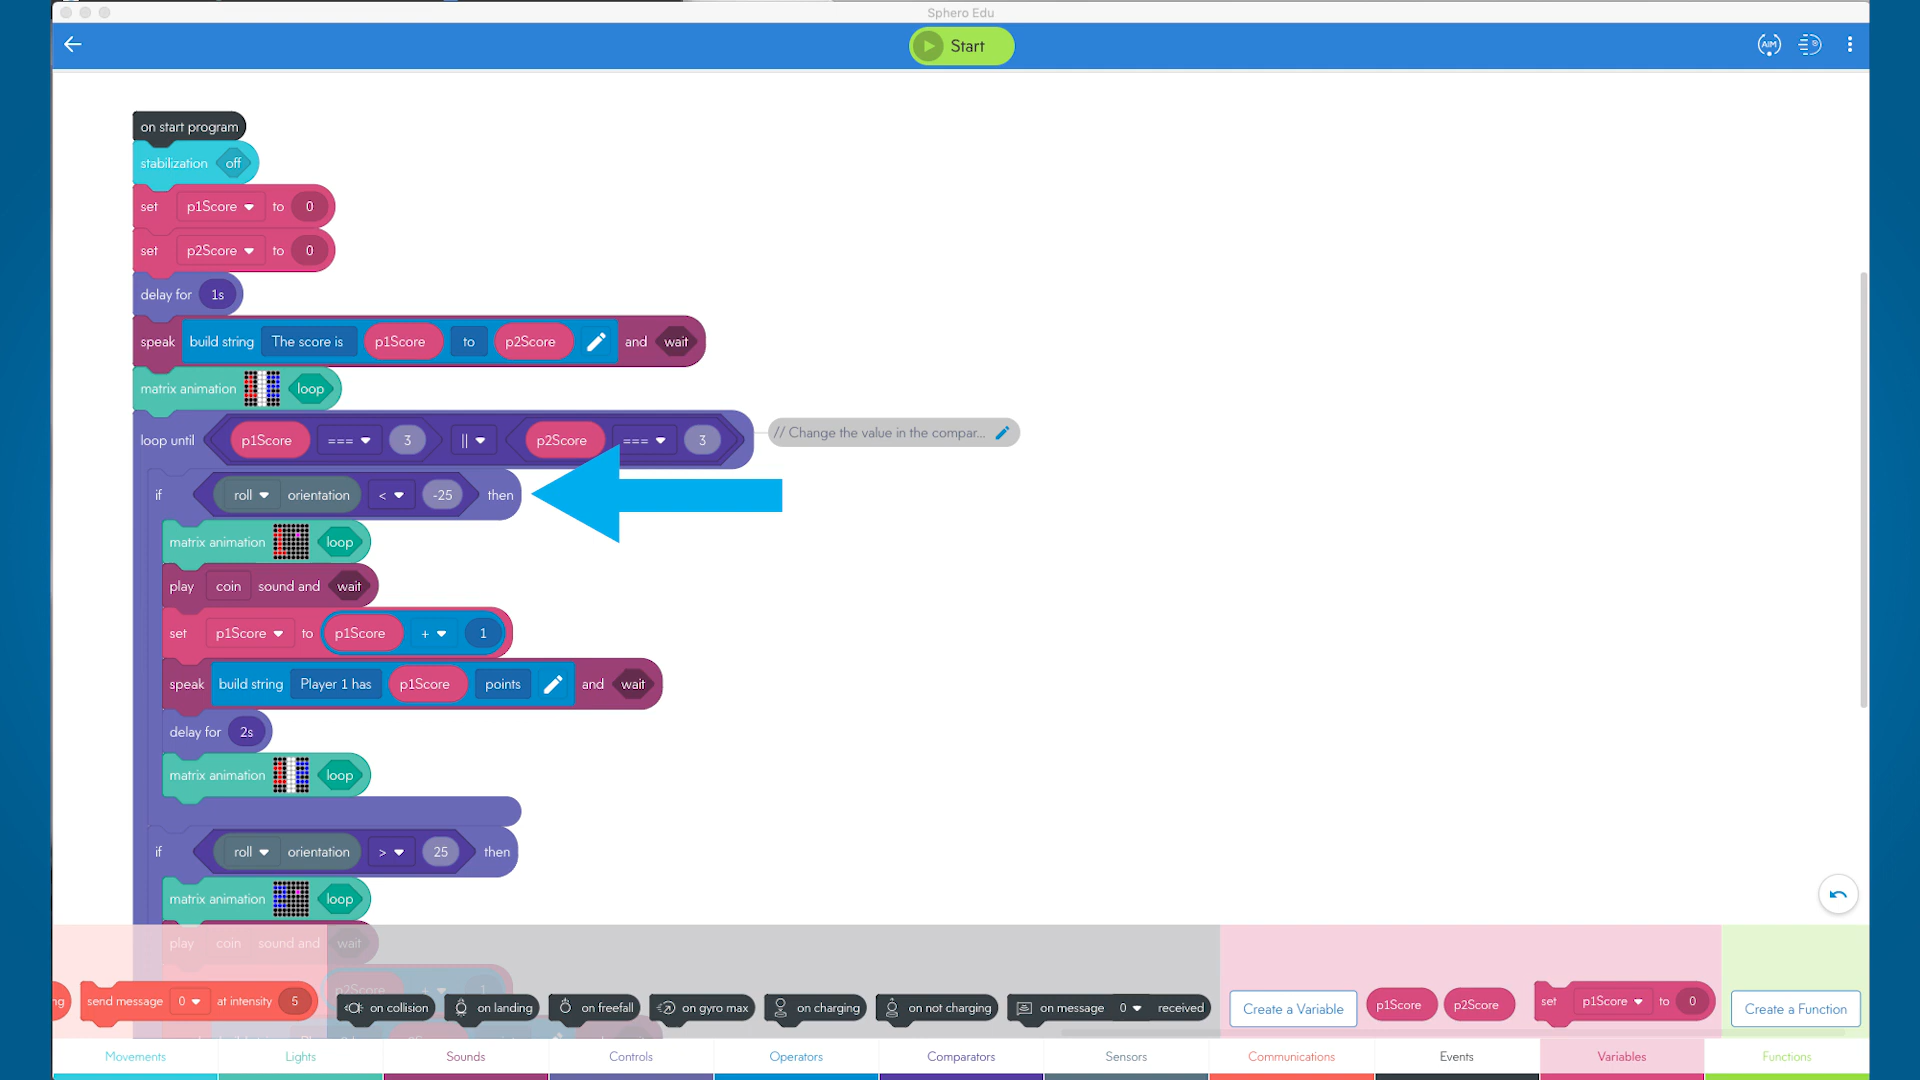 Sphero Edu
Start
AIM
on start program
stabilization off
set p1Score to 0
set p2Score to 0
delay for 1s
speak build string The score is p1Score to p2Score and wait
matrix animation loop
loop until p1Score === 3 || p2Score === 3 // Change the value in the compar...
if roll orientation < -25 then
matrix animation loop
play coin sound and wait
set p1Score to p1Score + 1
speak build string Player 1 has p1Score points and wait
delay for 2s
matrix animation loop
if roll orientation > 25 then
matrix animation loop
play coin sound and wait
p2Score + 1
ng send message 0 at intensity 5 on collision on landing on freefall on gyro max on charging on not charging on message 0 received Create a Variable p1Score p2Score set p1Score to 0 Create a Function
Movements Lights Sounds Controls Operators Comparators Sensors Communications Events Variables Functions